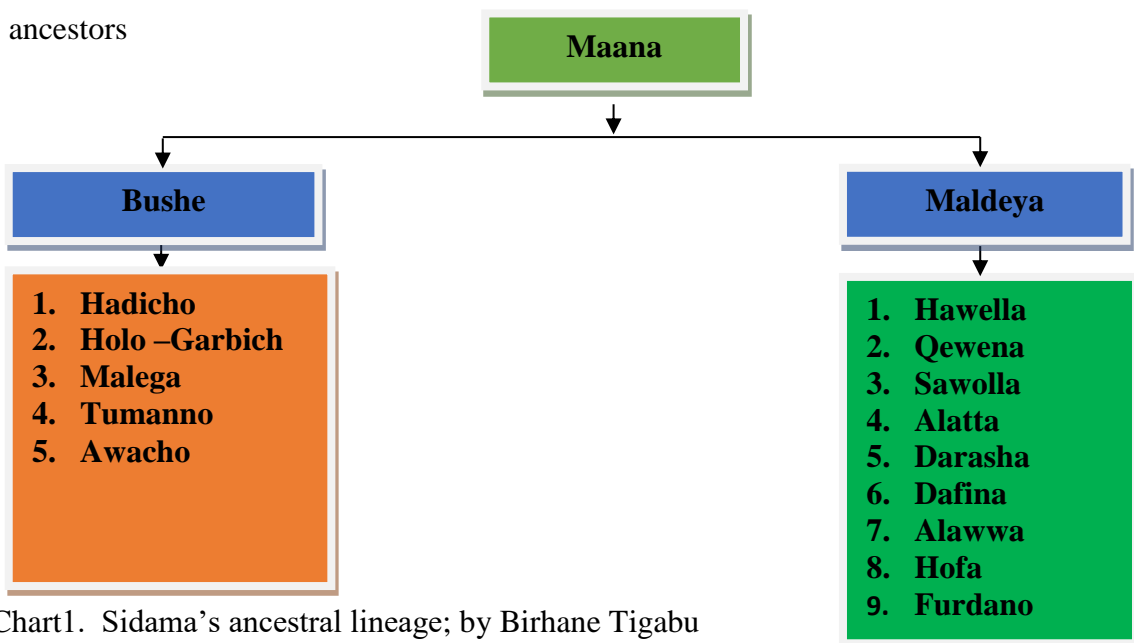 ancestors
Maana
Bushe
Maldeya
1. Hadicho
2. Holo –Garbich
3. Malega
4. Tumanno
5. Awacho
1. Hawella
2. Qewena
3. Sawolla
4. Alatta
5. Darasha
6. Dafina
7. Alawwa
8. Hofa
9. Furdano
Chart1. Sidama’s ancestral lineage; by Birhane Tigabu